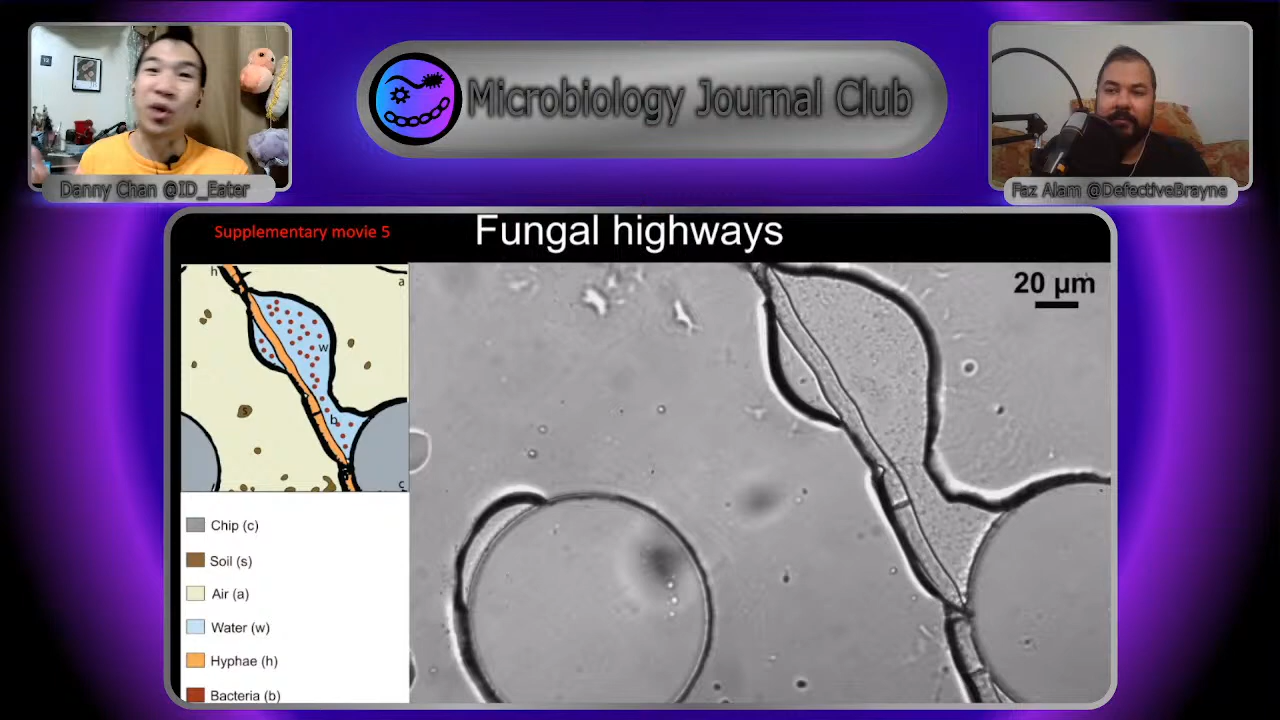 Microbiology Journal Club
Danny Chan @ID_Eater
Faz Alam @DefectiveBrayne
Supplementary movie 5
Fungal highways
h
a
w
s
b
c
20 µm
Chip (c)
Soil (s)
Air (a)
Water (w)
Hyphae (h)
Bacteria (b)